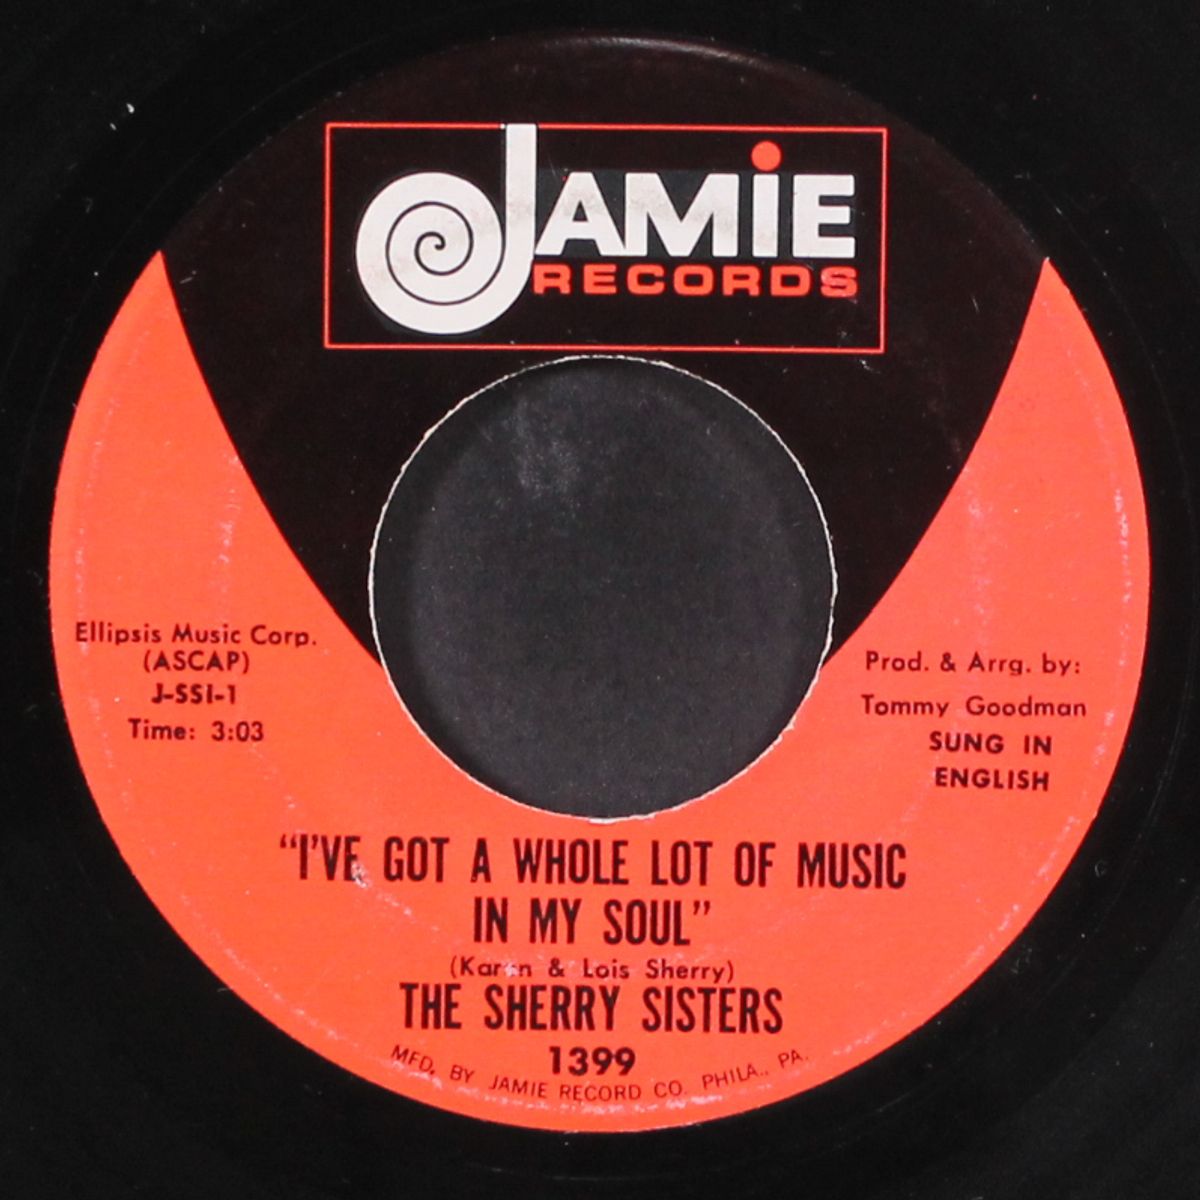 JAMiE
RECORDS
Ellipsis Music Corp.
(ASCAP)
J-SSI-1
Time: 3:03
Prod. & Arrg. by:
Tommy Goodman
SUNG IN
ENGLISH
"I'VE GOT A WHOLE LOT OF MUSIC
IN MY SOUL"
(Karen & Lois Sherry)
THE SHERRY SISTERS
1399
MFD. BY JAMIE RECORD CO. PHILA., PA.